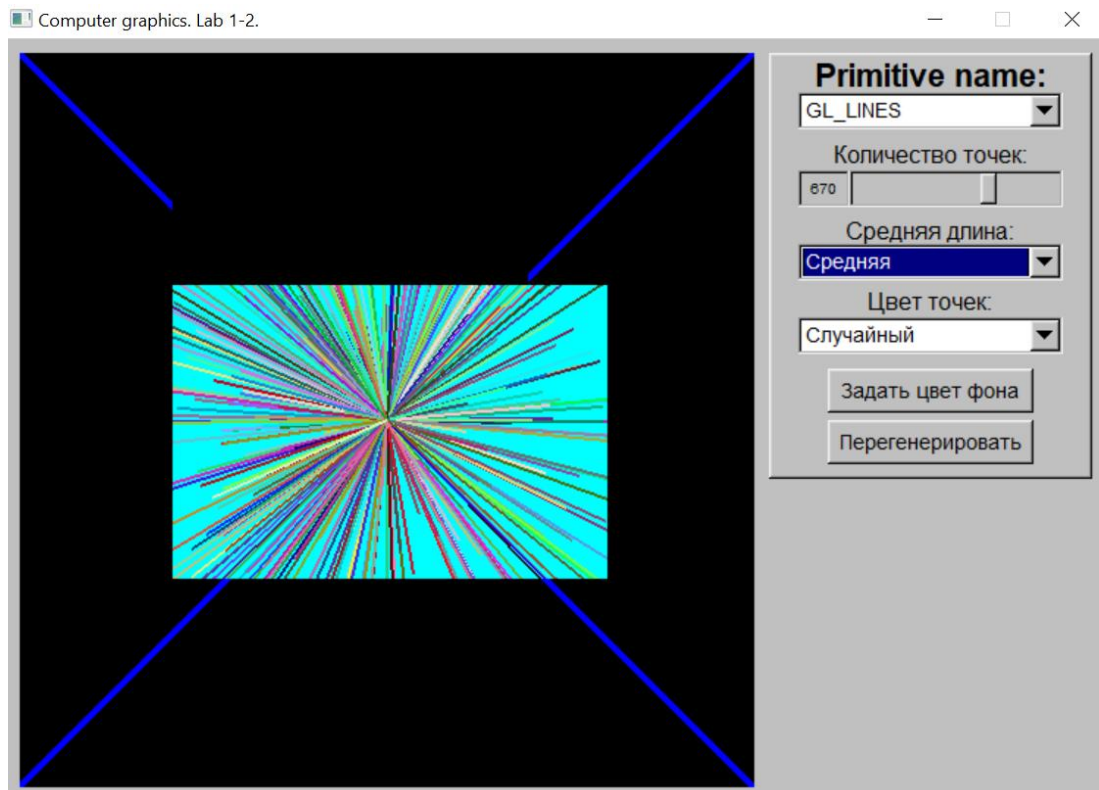 Computer graphics. Lab 1-2.
Primitive name:
GL_LINES
Количество точек:
670
Средняя длина:
Средняя
Цвет точек:
Случайный
Задать цвет фона
Перегенерировать